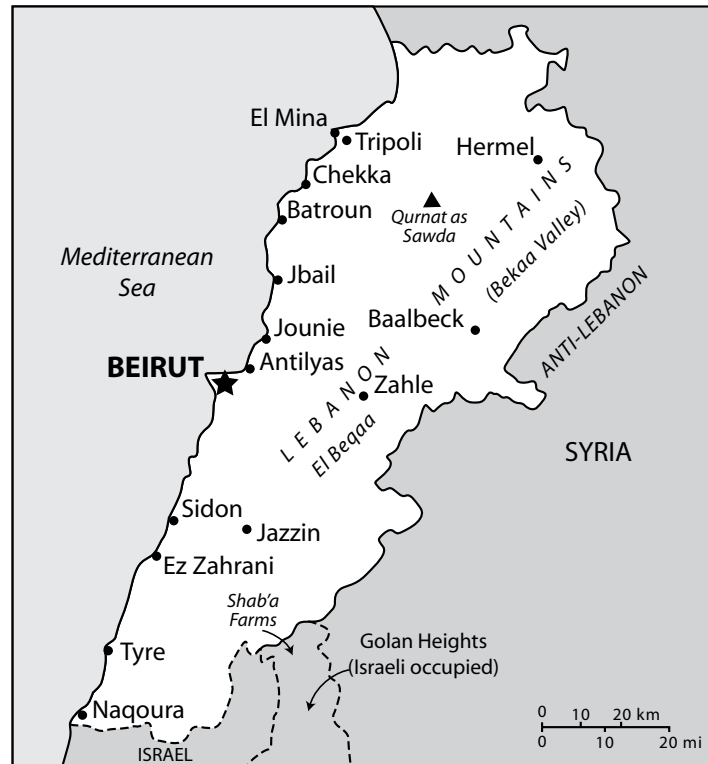 El Mina
Tripoli
Hermel
Chekka
Batroun
Qurnat as
Sawda
MOUNTAINS
(Bekaa Valley)
Mediterranean
Sea
Jbail
Jounie
Baalbeck
ANTI-LEBANON
BEIRUT
Antilyas
Zahle
LEBANON
El Beqaa
SYRIA
Sidon
Jazzin
Ez Zahrani
Shab'a
Farms
Golan Heights
(Israeli occupied)
Tyre
Naqoura
ISRAEL
0 10 20 km
0 10 20 mi